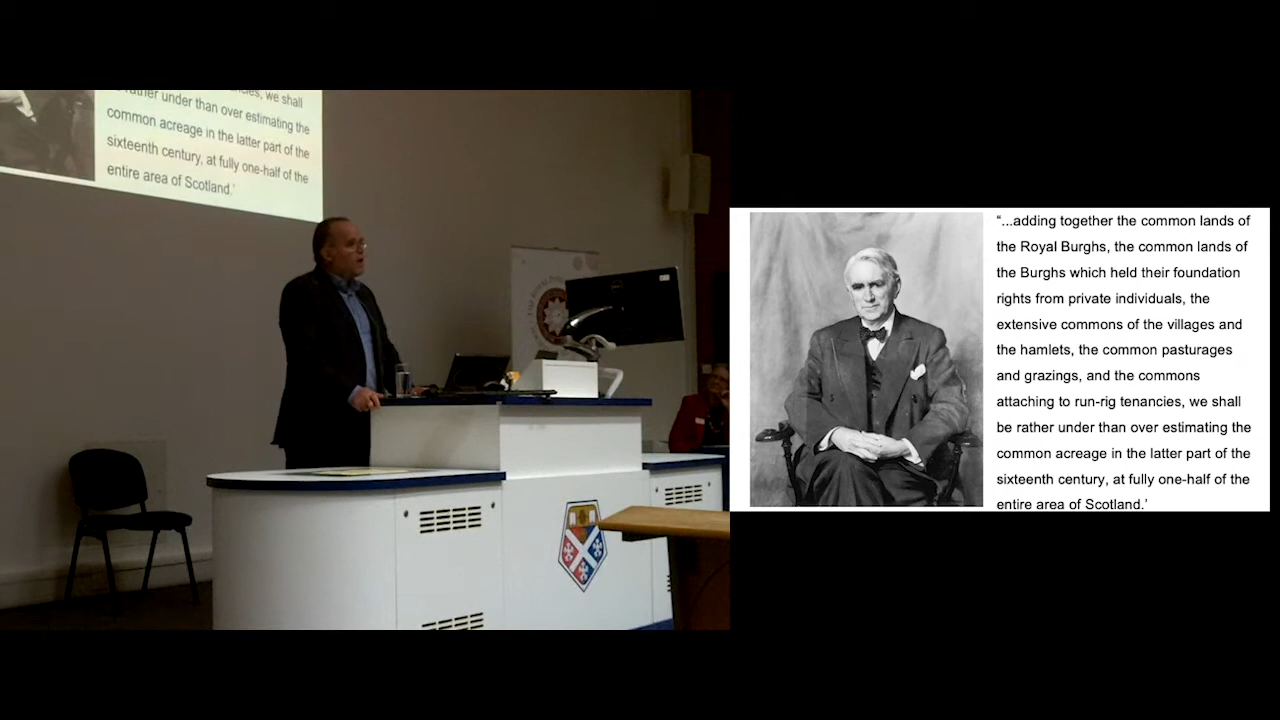 cies, we shall
rather under than over estimating the
common acreage in the latter part of the
sixteenth century, at fully one-half of the
entire area of Scotland.’
“...adding together the common lands of
the Royal Burghs, the common lands of
the Burghs which held their foundation
rights from private individuals, the
extensive commons of the villages and
the hamlets, the common pasturages
and grazings, and the commons
attaching to run-rig tenancies, we shall
be rather under than over estimating the
common acreage in the latter part of the
sixteenth century, at fully one-half of the
entire area of Scotland.’